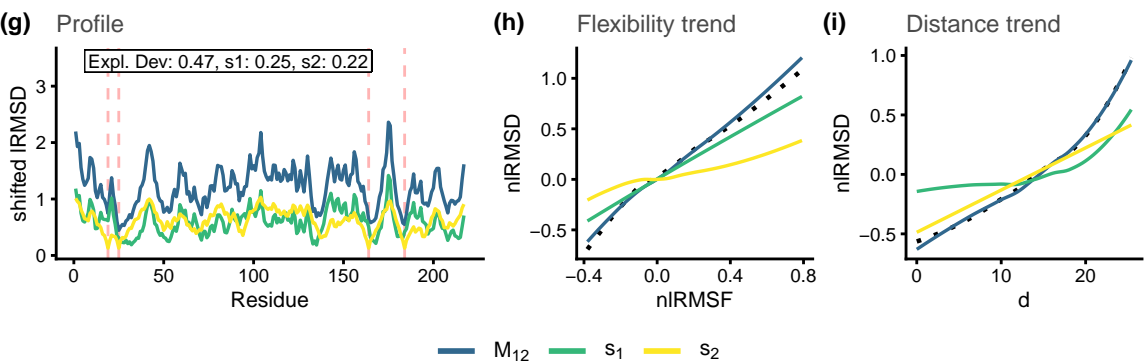 (g) Profile
Expl. Dev: 0.47, s1: 0.25, s2: 0.22
shifted lRMSD
3
2
1
0
0 50 100 150 200
Residue
(h) Flexibility trend
nlRMSD
1.0
0.5
0.0
−0.5
−0.4 0.0 0.4 0.8
nlRMSF
(i) Distance trend
nlRMSD
1.0
0.5
0.0
−0.5
0 10 20
d
M12 s1 s2